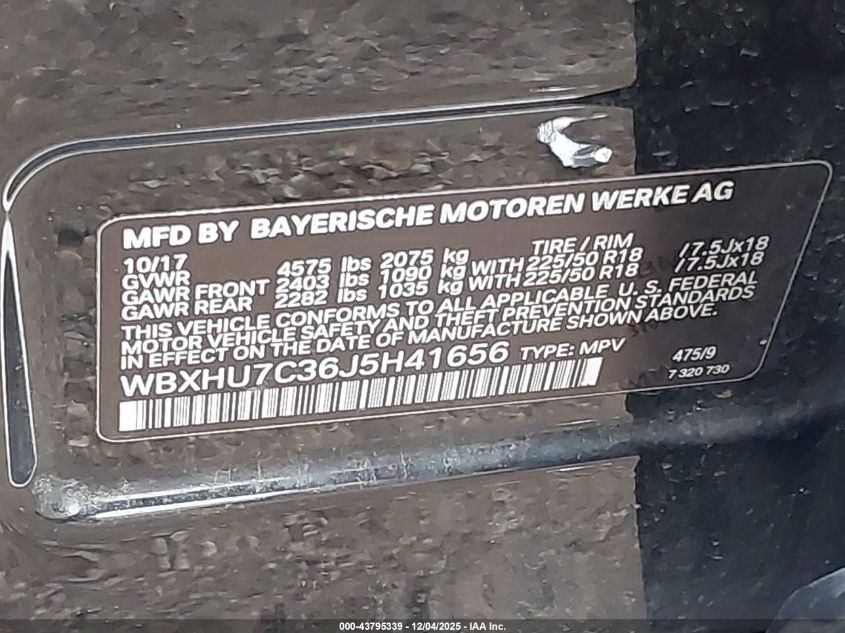 MFD BY BAYERISCHE MOTOREN WERKE AG
10/17 TIRE / RIM
GVWR 4575 lbs 2075 kg
GAWR FRONT 2403 lbs 1090 kg WITH 225/50 R18 / 7.5Jx18
GAWR REAR 2282 lbs 1035 kg WITH 225/50 R18 / 7.5Jx18
THIS VEHICLE CONFORMS TO ALL APPLICABLE U. S. FEDERAL
MOTOR VEHICLE SAFETY AND THEFT PREVENTION STANDARDS
IN EFFECT ON THE DATE OF MANUFACTURE SHOWN ABOVE.
WBXHU7C36J5H41656 TYPE: MPV 475/9
7 320 730
000-43795339 - 12/04/2025 - IAA Inc.